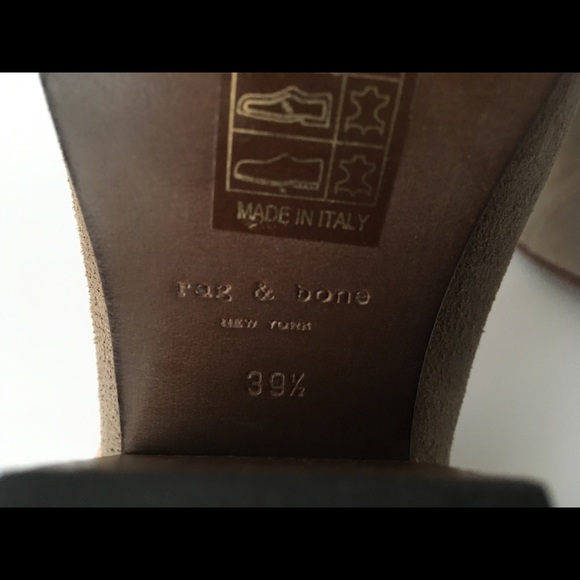 MADE IN ITALY
rag & bone
NEW YORK
39½